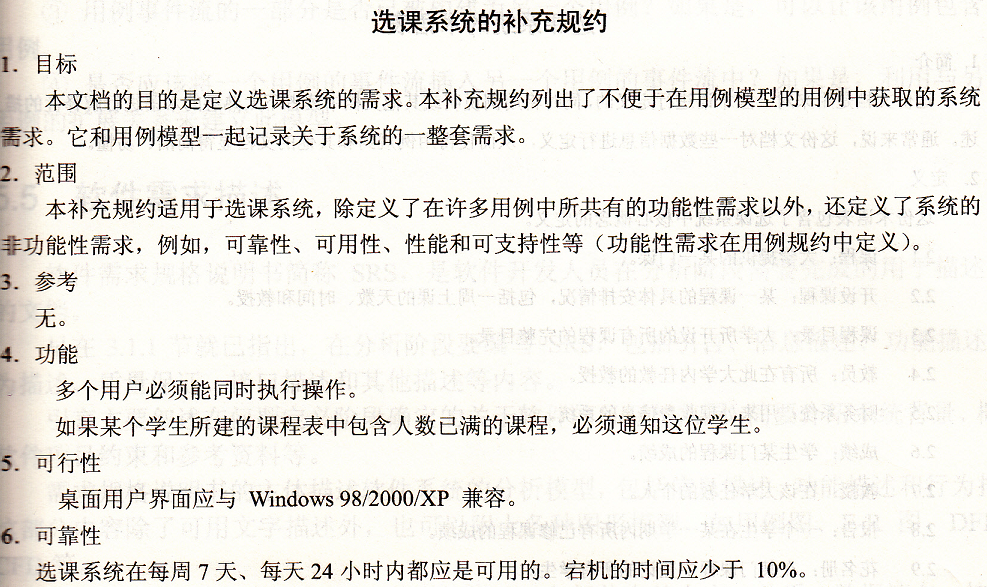 选课系统的补充规约
1. 目标
本文档的目的是定义选课系统的需求。本补充规约列出了不便于在用例模型的用例中获取的系统
需求。它和用例模型一起记录关于系统的一整套需求。
2. 范围
本补充规约适用于选课系统，除定义了在许多用例中所共有的功能性需求以外，还定义了系统的
非功能性需求，例如，可靠性、可用性、性能和可支持性等（功能性需求在用例规约中定义）。
3. 参考
无。
4. 功能
多个用户必须能同时执行操作。
如果某个学生所建的课程表中包含人数已满的课程，必须通知这位学生。
5. 可行性
桌面用户界面应与 Windows 98/2000/XP 兼容。
6. 可靠性
选课系统在每周 7 天、每天 24 小时内都应是可用的。宕机的时间应少于 10%。